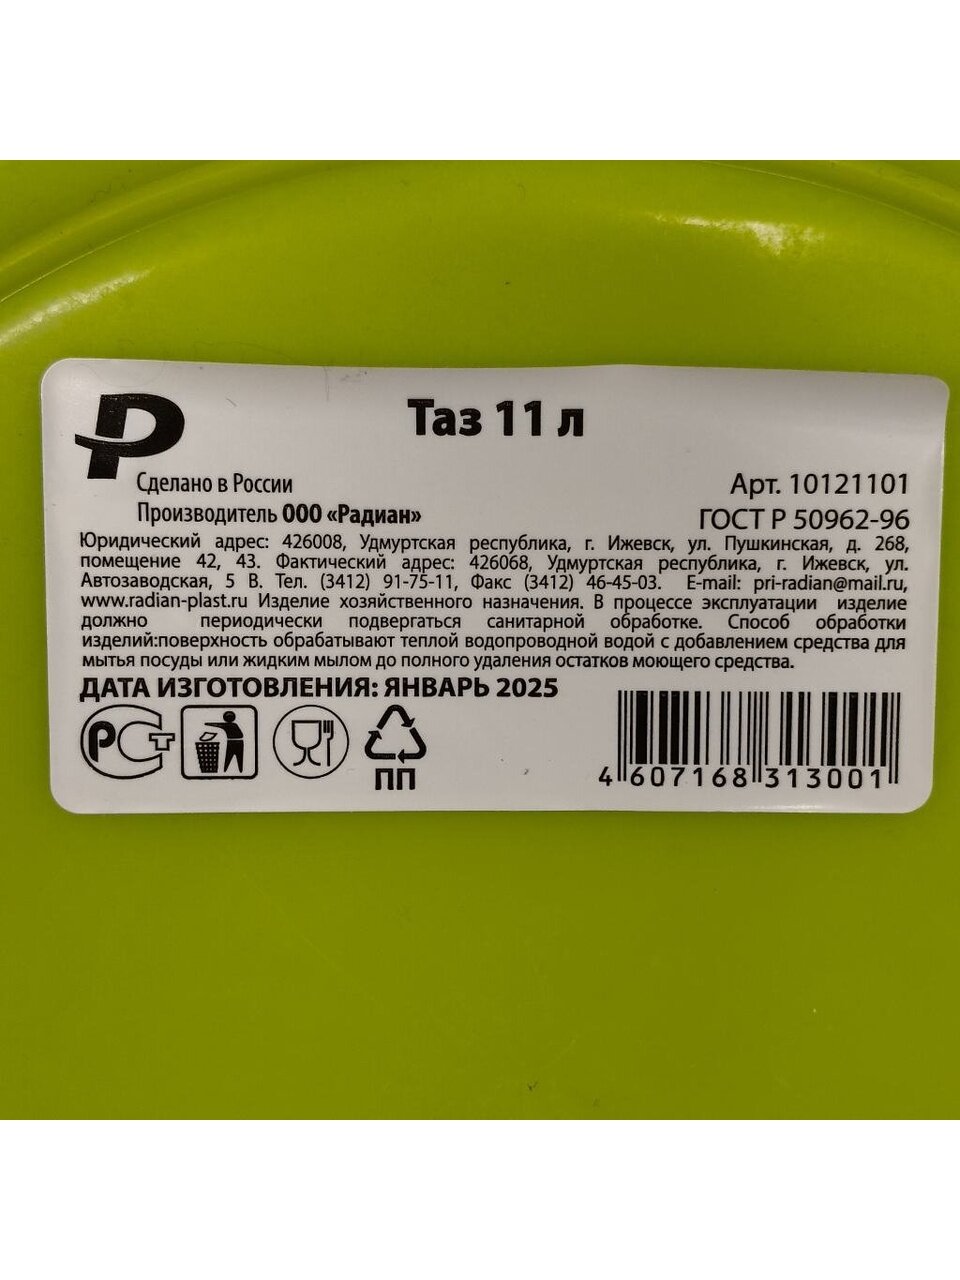 Таз 11 л
Сделано в России
Арт. 10121101
Производитель ООО «Радиан»
ГОСТ Р 50962-96
Юридический адрес: 426008, Удмуртская республика, г. Ижевск, ул. Пушкинская, д. 268,
помещение 42, 43. Фактический адрес: 426068, Удмуртская республика, г. Ижевск, ул.
Автозаводская, 5 В. Тел. (3412) 91-75-11, Факс (3412) 46-45-03. E-mail: pri-radian@mail.ru,
www.radian-plast.ru Изделие хозяйственного назначения. В процессе эксплуатации изделие
должно периодически подвергаться санитарной обработке. Способ обработки
изделий:поверхность обрабатывают теплой водопроводной водой с добавлением средства для
мытья посуды или жидким мылом до полного удаления остатков моющего средства.
ДАТА ИЗГОТОВЛЕНИЯ: ЯНВАРЬ 2025
РСТ
ПП
4 607168 313001